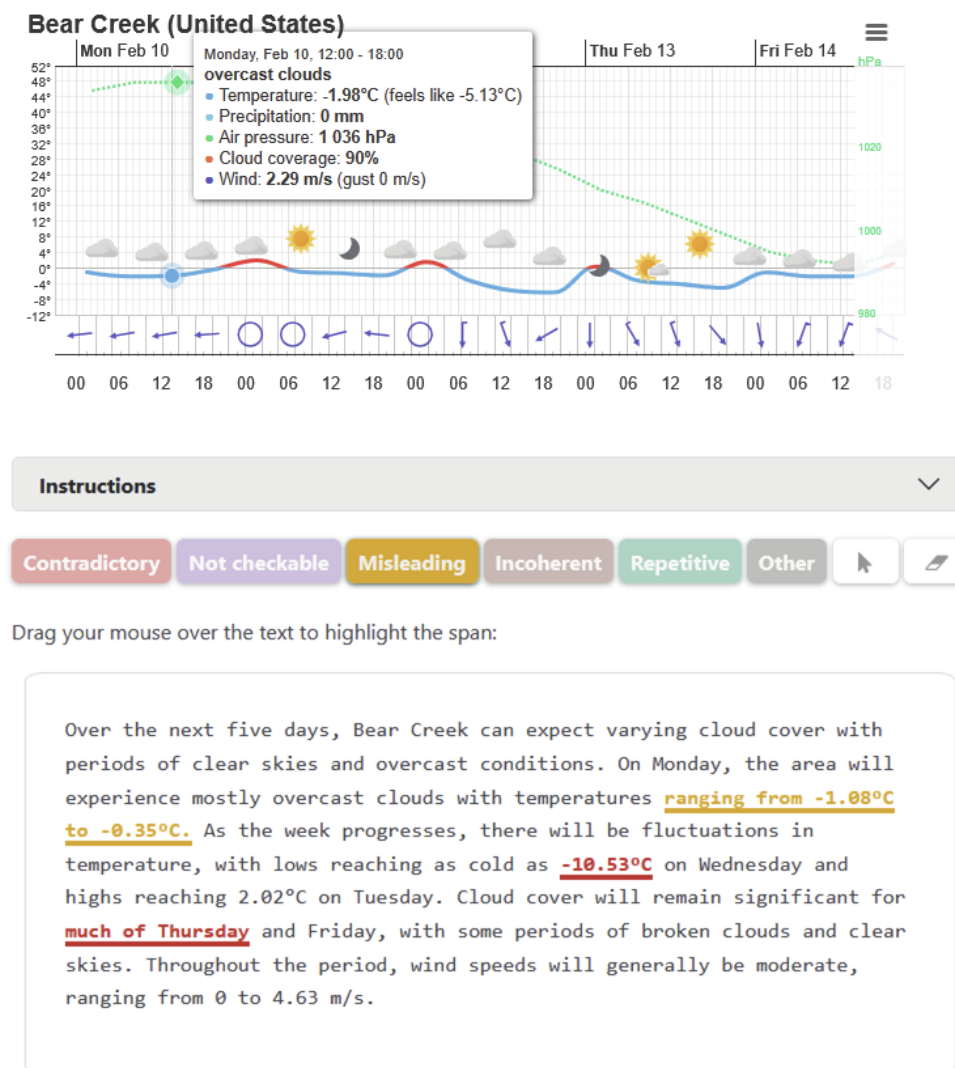 Bear Creek (United States)
Mon Feb 10
Thu Feb 13
Fri Feb 14
hPa
Monday, Feb 10, 12:00 - 18:00
overcast clouds
Temperature: -1.98°C (feels like -5.13°C)
Precipitation: 0 mm
Air pressure: 1 036 hPa
Cloud coverage: 90%
Wind: 2.29 m/s (gust 0 m/s)
52°
48°
44°
40°
36°
32°
28°
24°
20°
16°
12°
8°
4°
0°
-4°
-8°
-12°
1020
1000
980
00 06 12 18 00 06 12 18 00 06 12 18 00 06 12 18 00 06 12 18
Instructions
Contradictory Not checkable Misleading Incoherent Repetitive Other
Drag your mouse over the text to highlight the span:
Over the next five days, Bear Creek can expect varying cloud cover with
periods of clear skies and overcast conditions. On Monday, the area will
experience mostly overcast clouds with temperatures ranging from -1.08ºC
to -0.35ºC. As the week progresses, there will be fluctuations in
temperature, with lows reaching as cold as -10.53ºC on Wednesday and
highs reaching 2.02°C on Tuesday. Cloud cover will remain significant for
much of Thursday and Friday, with some periods of broken clouds and clear
skies. Throughout the period, wind speeds will generally be moderate,
ranging from 0 to 4.63 m/s.